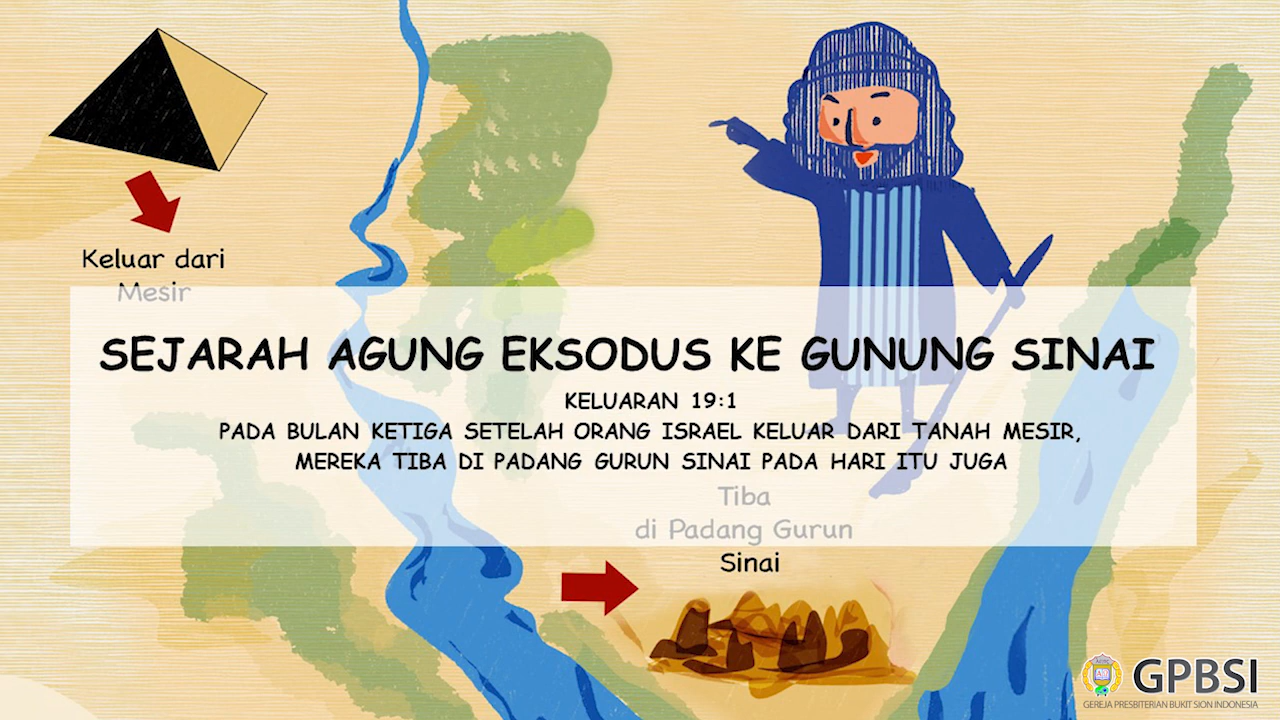 Keluar dari
Mesir
SEJARAH AGUNG EKSODUS KE GUNUNG SINAI
KELUARAN 19:1
PADA BULAN KETIGA SETELAH ORANG ISRAEL KELUAR DARI TANAH MESIR,
MEREKA TIBA DI PADANG GURUN SINAI PADA HARI ITU JUGA
Tiba
di Padang Gurun
Sinai
GPBSI
GEREJA PRESBITERIAN BUKIT SION INDONESIA